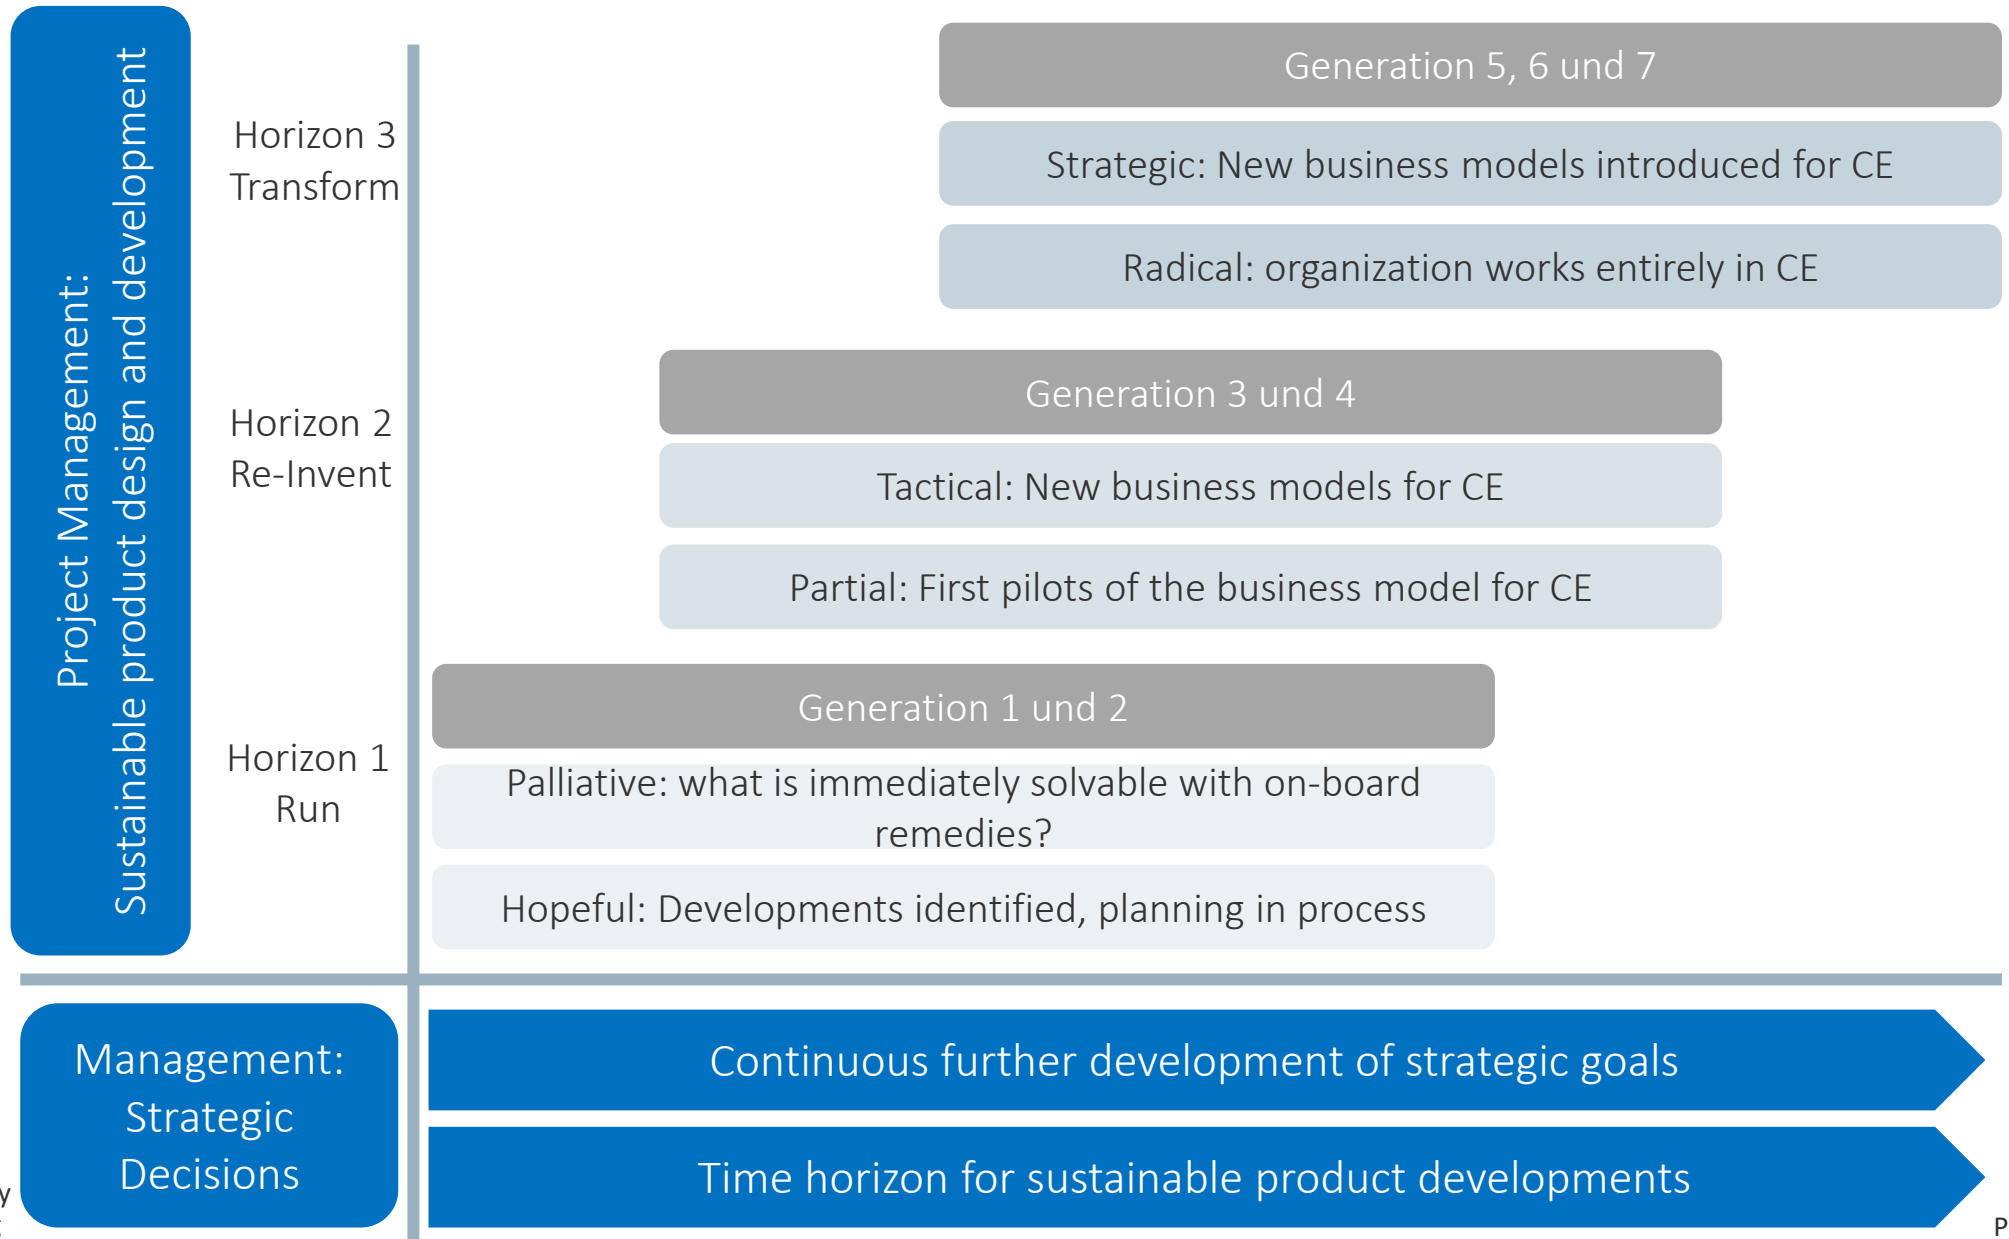 Project Management:
Sustainable product design and development
Horizon 3
Transform
Generation 5, 6 und 7
Strategic: New business models introduced for CE
Radical: organization works entirely in CE
Horizon 2
Re-Invent
Generation 3 und 4
Tactical: New business models for CE
Partial: First pilots of the business model for CE
Horizon 1
Run
Generation 1 und 2
Palliative: what is immediately solvable with on-board
remedies?
Hopeful: Developments identified, planning in process
Management:
Strategic
Decisions
Continuous further development of strategic goals
Time horizon for sustainable product developments
y
P